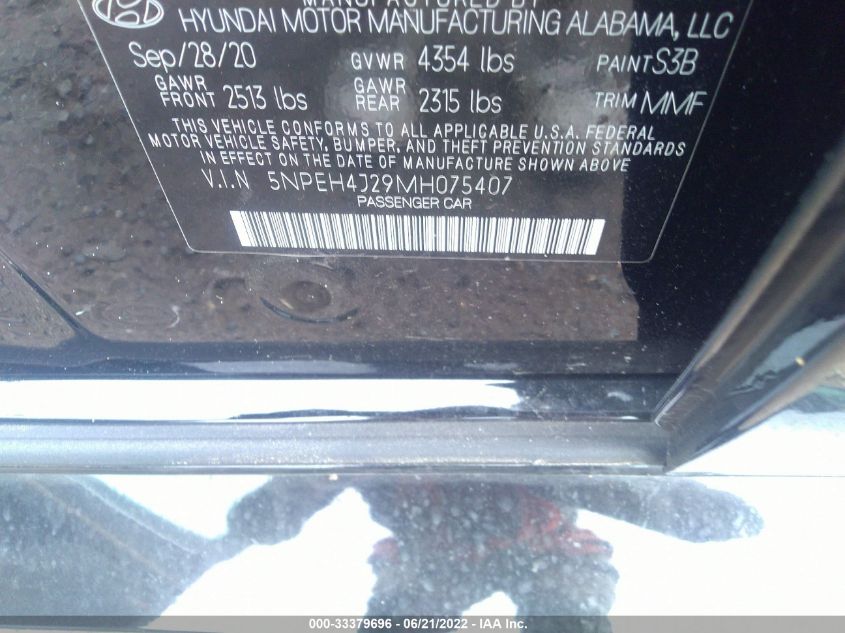 MANUFACTURED BY
HYUNDAI MOTOR MANUFACTURING ALABAMA, LLC
Sep/28/20 GVWR 4354 lbs PAINT S3B
GAWR FRONT 2513 lbs GAWR REAR 2315 lbs TRIM MMF
THIS VEHICLE CONFORMS TO ALL APPLICABLE U.S.A. FEDERAL
MOTOR VEHICLE SAFETY, BUMPER, AND THEFT PREVENTION STANDARDS
IN EFFECT ON THE DATE OF MANUFACTURE SHOWN ABOVE
V.I.N 5NPEH4J29MH075407
PASSENGER CAR
000-33379696 - 06/21/2022 - IAA Inc.